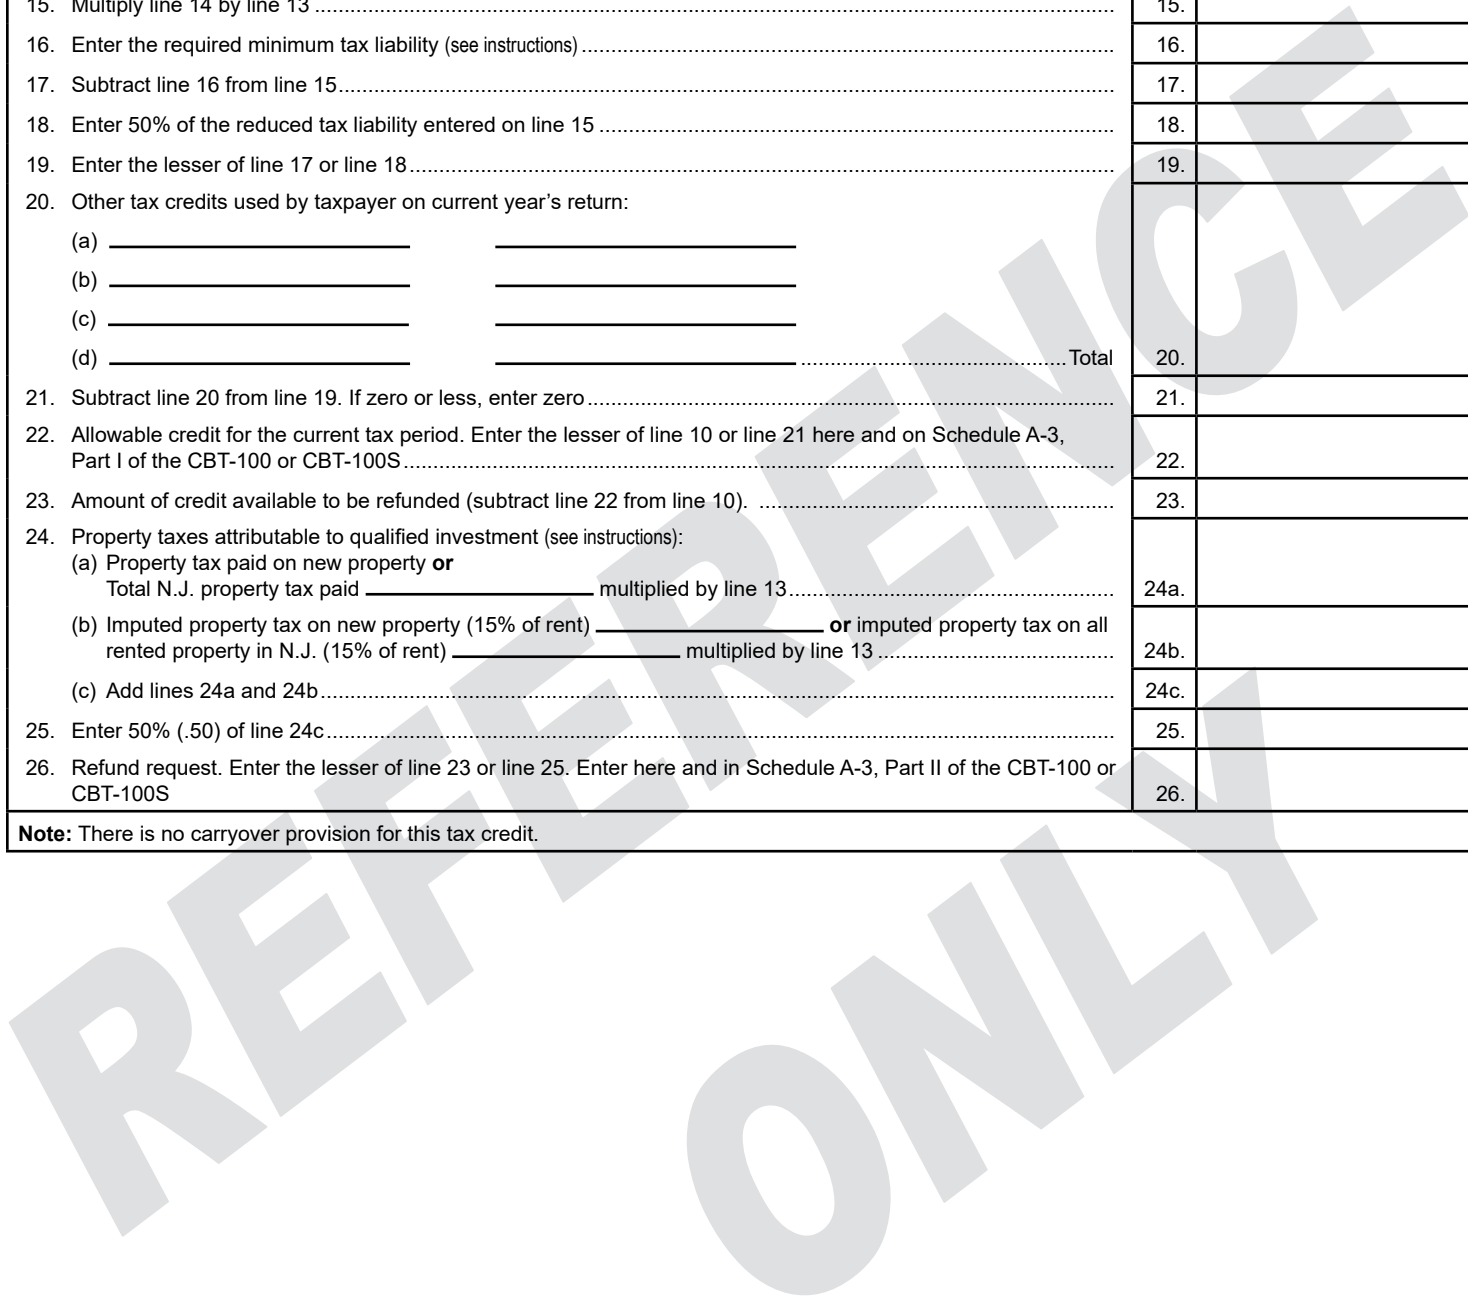 15. Multiply line 14 by line 13 ........ 15.
16. Enter the required minimum tax liability (see instructions) ........ 16.
17. Subtract line 16 from line 15 ........ 17.
18. Enter 50% of the reduced tax liability entered on line 15 ........ 18.
19. Enter the lesser of line 17 or line 18 ........ 19.
20. Other tax credits used by taxpayer on current year’s return:
(a) ________ ________
(b) ________ ________
(c) ________ ________
(d) ________ ________ ........ Total 20.
21. Subtract line 20 from line 19. If zero or less, enter zero ........ 21.
22. Allowable credit for the current tax period. Enter the lesser of line 10 or line 21 here and on Schedule A-3,
Part I of the CBT-100 or CBT-100S ........ 22.
23. Amount of credit available to be refunded (subtract line 22 from line 10). ........ 23.
24. Property taxes attributable to qualified investment (see instructions):
(a) Property tax paid on new property or
Total N.J. property tax paid ________ multiplied by line 13 ........ 24a.
(b) Imputed property tax on new property (15% of rent) ________ or imputed property tax on all
rented property in N.J. (15% of rent) ________ multiplied by line 13 ........ 24b.
(c) Add lines 24a and 24b ........ 24c.
25. Enter 50% (.50) of line 24c ........ 25.
26. Refund request. Enter the lesser of line 23 or line 25. Enter here and in Schedule A-3, Part II of the CBT-100 or
CBT-100S 26.
Note: There is no carryover provision for this tax credit.
REFERENCE
ONLY